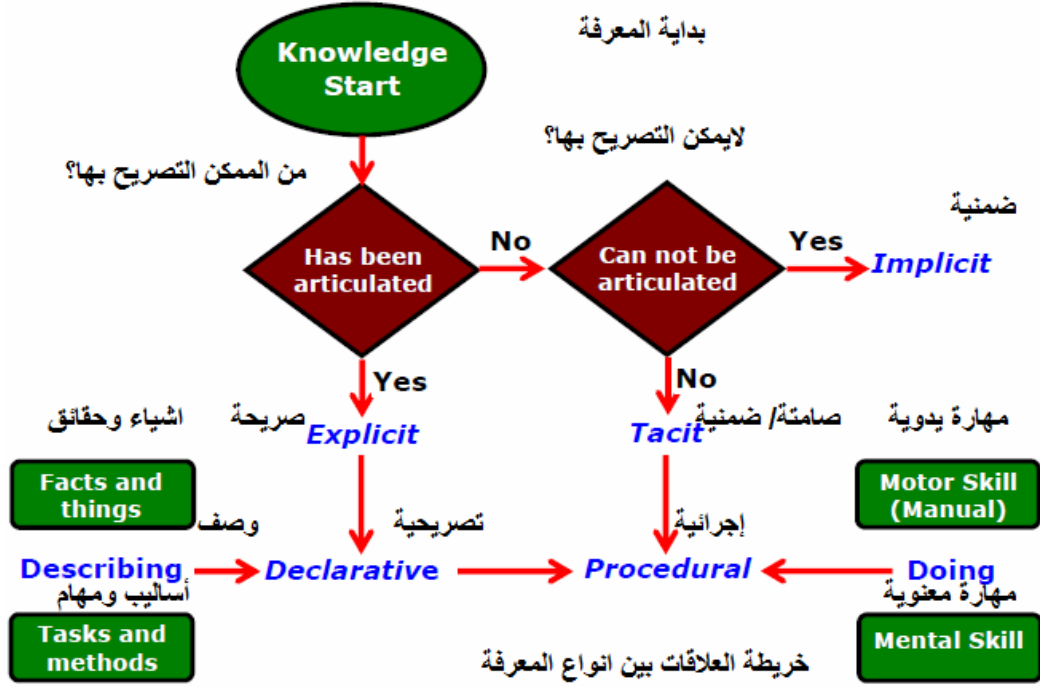 بداية المعرفة
Knowledge
Start
لايمكن التصريح بها؟
من الممكن التصريح بها؟
ضمنية
Has been
articulated
No
Can not be
articulated
Yes
Implicit
Yes
No
اشياء وحقائق
صريحة
Explicit
Tacit
صامتة/ ضمنية
مهارة يدوية
Facts and
things
Motor Skill
(Manual)
وصف
تصريحية
إجرائية
Describing
Declarative
Procedural
Doing
أساليب ومهام
مهارة معنوية
Tasks and
methods
Mental Skill
خريطة العلاقات بين انواع المعرفة